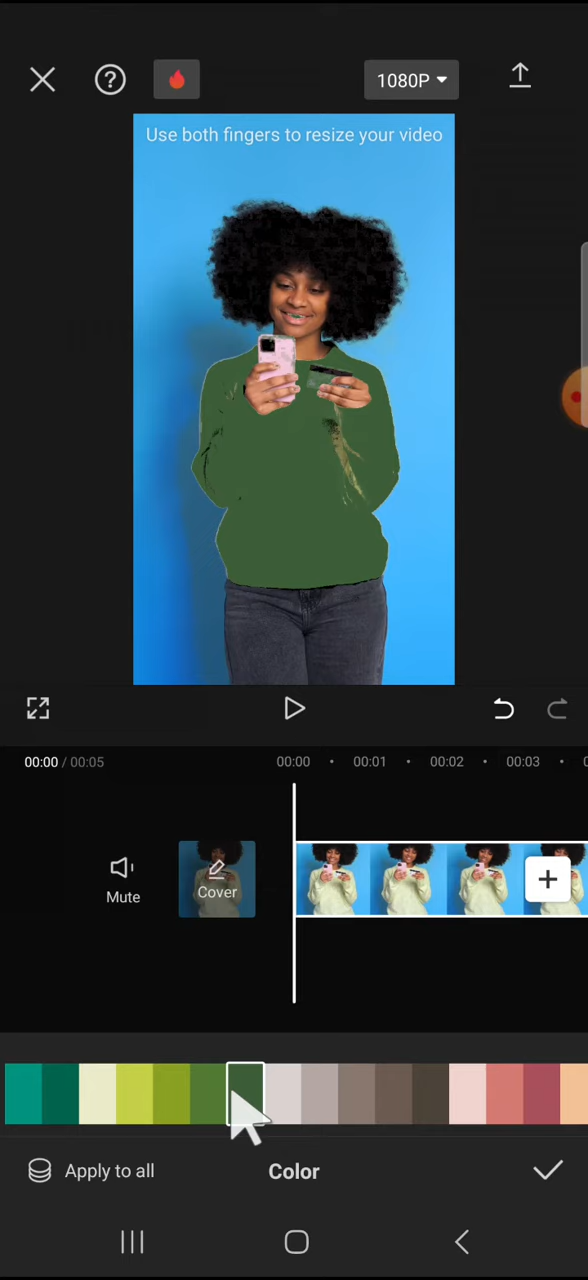 1080P
Use both fingers to resize your video
00:00 / 00:05
00:00
00:01
00:02
00:03
Mute
Cover
Apply to all
Color